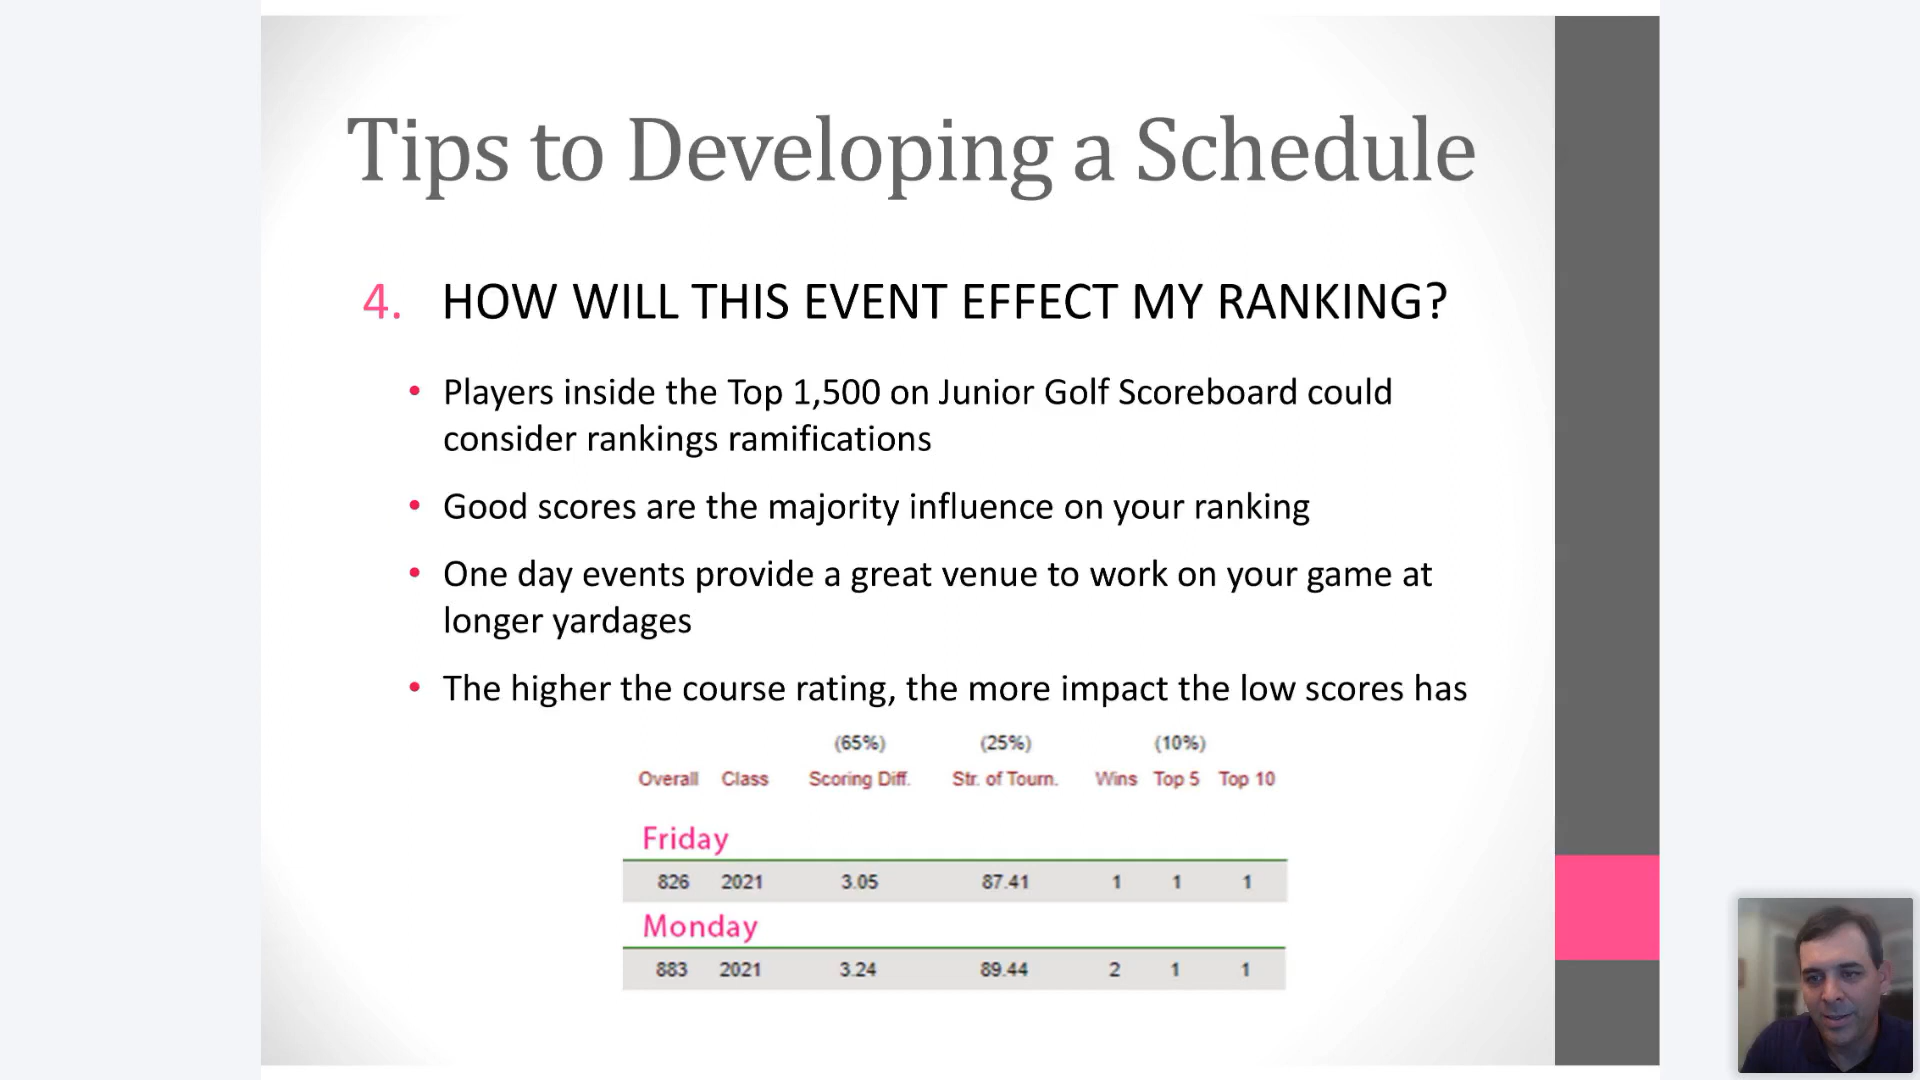 Tips to Developing a Schedule
4. HOW WILL THIS EVENT EFFECT MY RANKING?
• Players inside the Top 1,500 on Junior Golf Scoreboard could
consider rankings ramifications
• Good scores are the majority influence on your ranking
• One day events provide a great venue to work on your game at
longer yardages
• The higher the course rating, the more impact the low scores has
(65%) (25%) (10%)
Overall Class Scoring Diff. Str. of Tourn. Wins Top 5 Top 10
Friday
826 2021 3.05 87.41 1 1 1
Monday
883 2021 3.24 89.44 2 1 1